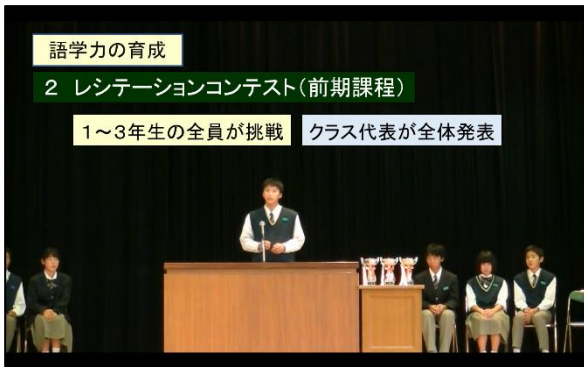 語学力の育成
２ レシテーションコンテスト（前期課程）
１～３年生の全員が挑戦
クラス代表が全体発表